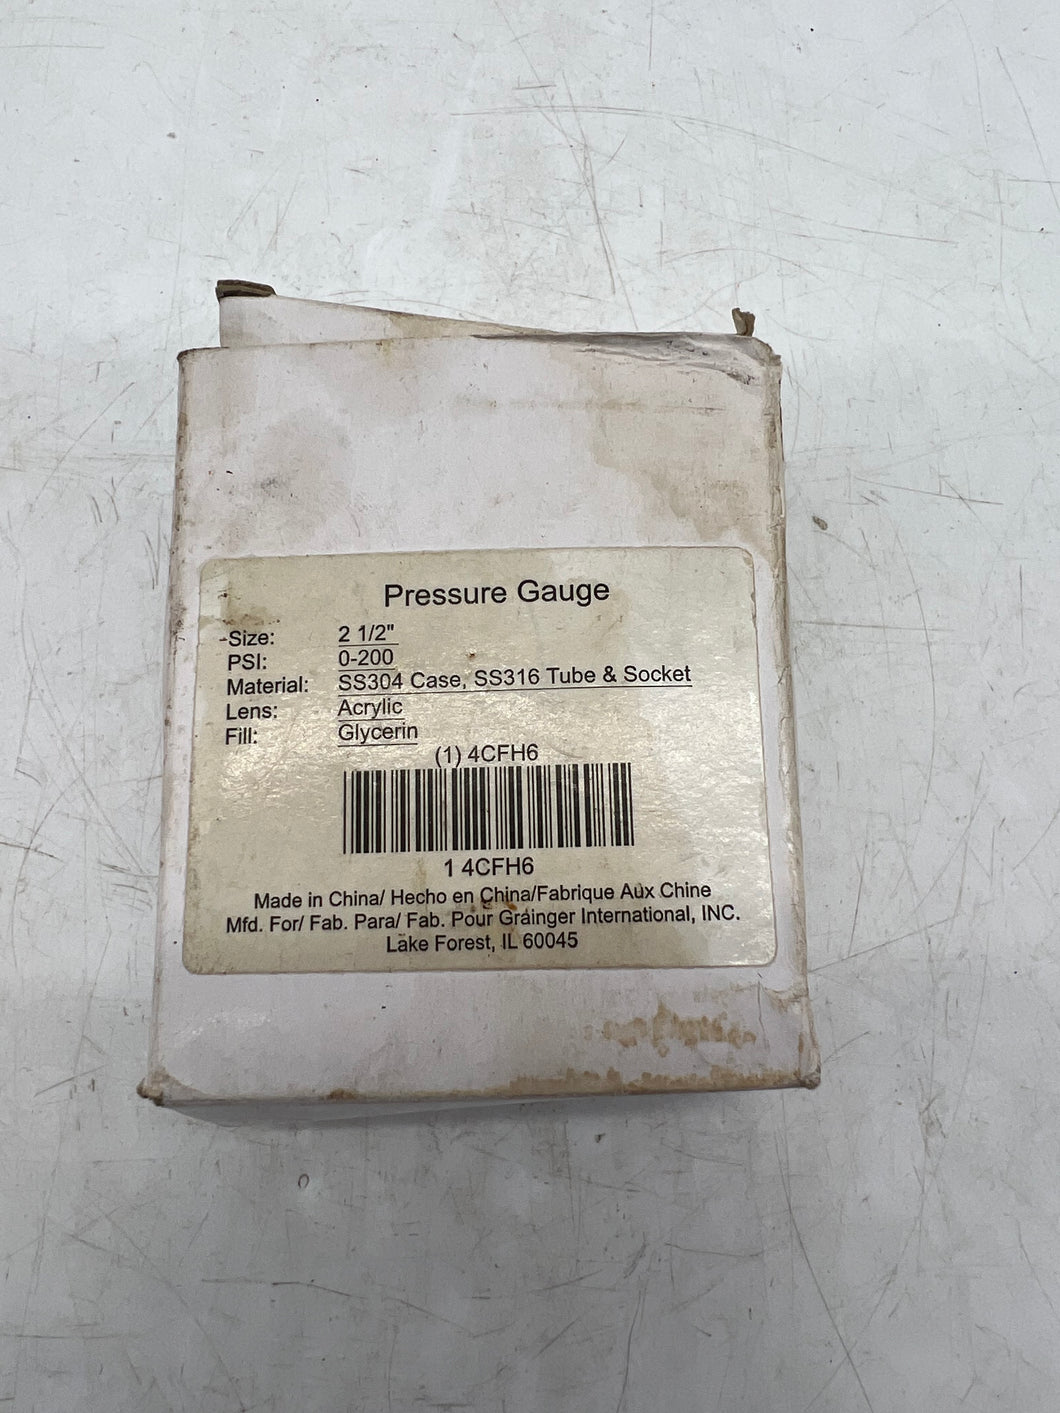 Pressure Gauge
Size: 2 1/2"
PSI: 0-200
Material: SS304 Case, SS316 Tube & Socket
Lens: Acrylic
Fill: Glycerin
(1) 4CFH6
1 4CFH6
Made in China/ Hecho en China/Fabrique Aux Chine
Mfd. For/ Fab. Para/ Fab. Pour Grainger International, INC.
Lake Forest, IL 60045